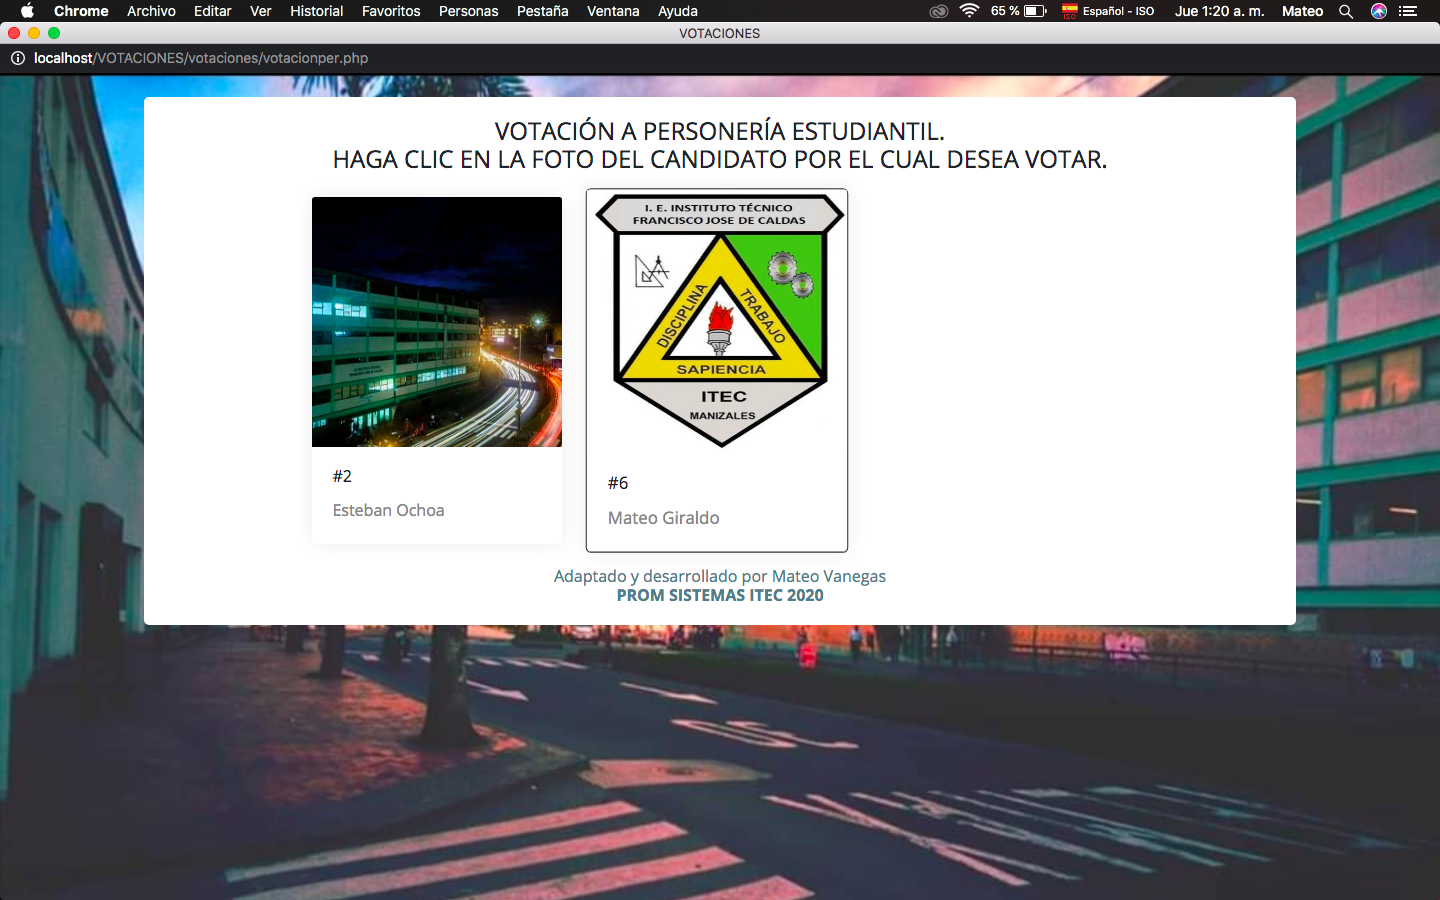 Chrome Archivo Editar Ver Historial Favoritos Personas Pestaña Ventana Ayuda 65 % ISO Español - ISO Jue 1:20 a. m. Mateo
VOTACIONES
localhost/VOTACIONES/votaciones/votacionper.php
VOTACIÓN A PERSONERÍA ESTUDIANTIL.
HAGA CLIC EN LA FOTO DEL CANDIDATO POR EL CUAL DESEA VOTAR.
I. E. INSTITUTO TÉCNICO
FRANCISCO JOSE DE CALDAS
DISCIPLINA
TRABAJO
SAPIENCIA
ITEC
MANIZALES
#2
Esteban Ochoa
#6
Mateo Giraldo
Adaptado y desarrollado por Mateo Vanegas
PROM SISTEMAS ITEC 2020